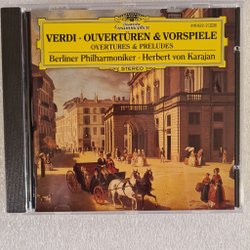 VERDI · OUVERTÜREN & VORSPIELE
OVERTURES & PRELUDES
Berliner Philharmoniker · Herbert von Karajan
STEREO